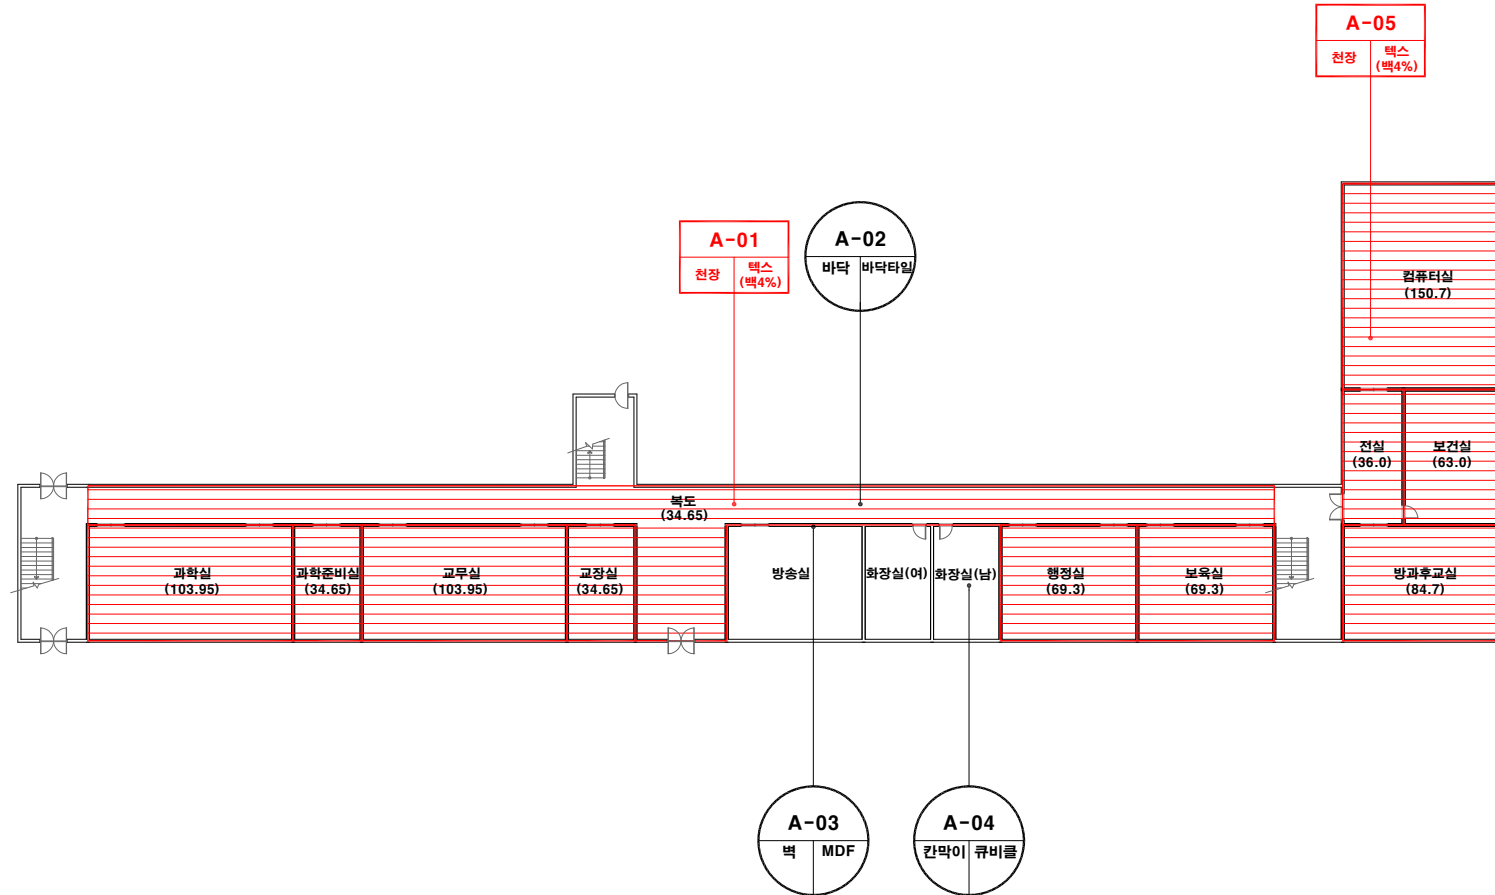 A-05
천장
텍스
(백4%)
A-01
천장
텍스
(백4%)
A-02
바닥
바닥타일
컴퓨터실
(150.7)
전실
(36.0)
보건실
(63.0)
복도
(34.65)
과학실
(103.95)
과학준비실
(34.65)
교무실
(103.95)
교장실
(34.65)
방송실
화장실(여)
화장실(남)
행정실
(69.3)
보육실
(69.3)
방과후교실
(84.7)
A-03
벽
MDF
A-04
칸막이
큐비클